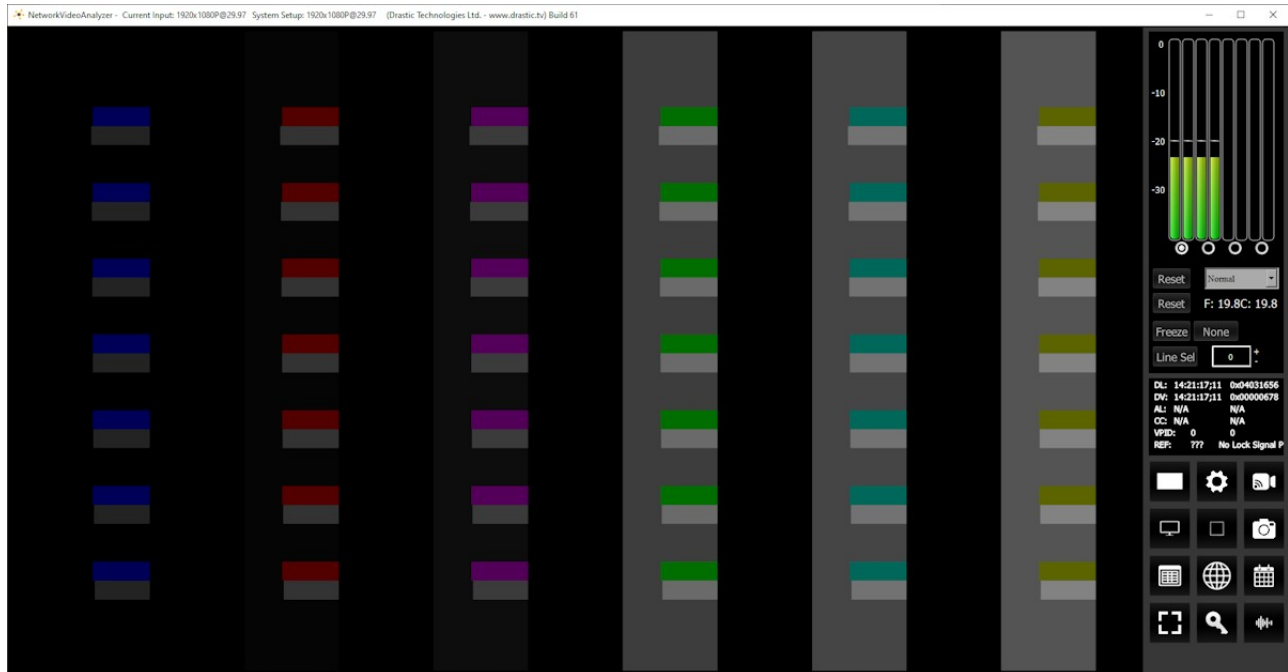 NetworkVideoAnalyzer - Current Input: 1920x1080P@29.97 System Setup: 1920x1080P@29.97 (Drastic Technologies Ltd. - www.drastic.tv) Build 61
0
-10
-20
-30
Reset Normal
Reset F: 19.8C: 19.8
Freeze None
Line Sel 0 + -
DL: 14:21:17;11 0x04031656
DV: 14:21:17;11 0x00000678
AL: N/A N/A
CC: N/A N/A
VPID: 0 0
REF: ??? No Lock Signal P